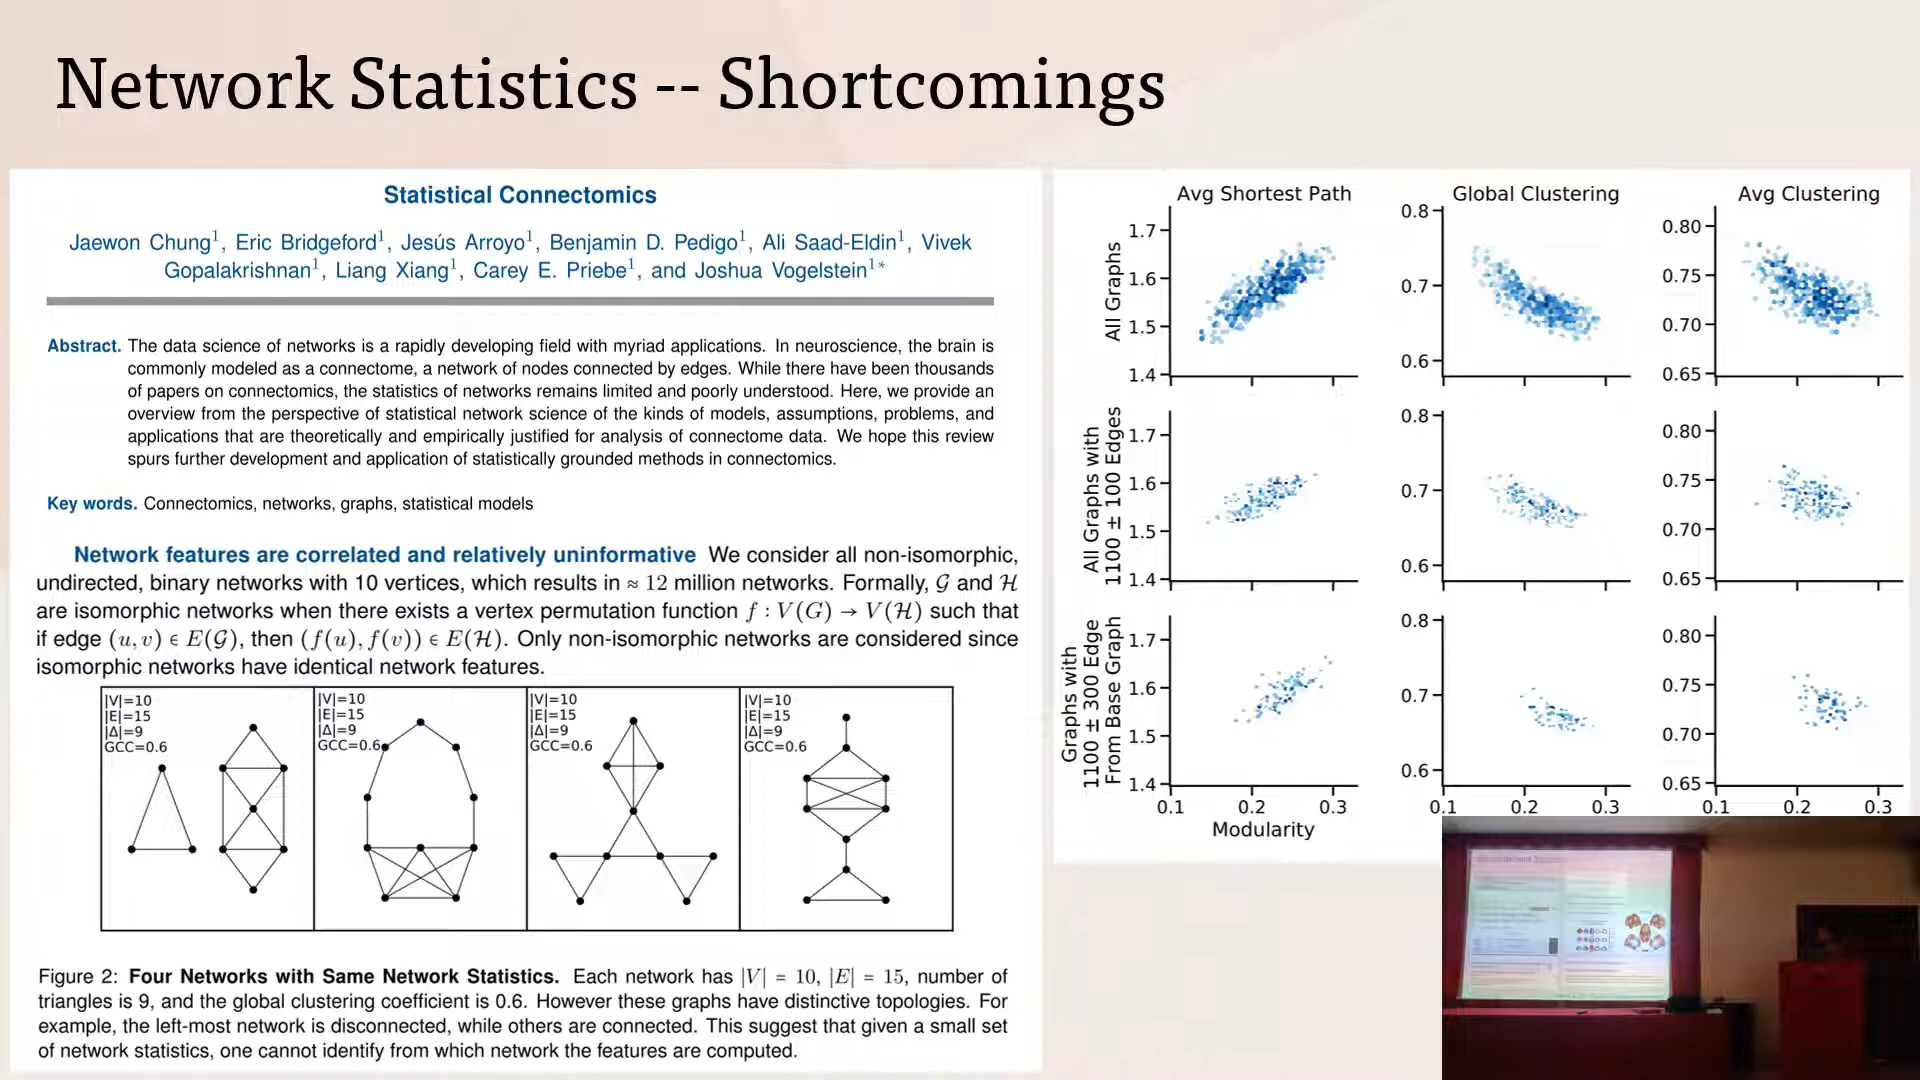 Network Statistics -- Shortcomings
Statistical Connectomics
Jaewon Chung1, Eric Bridgeford1, Jesús Arroyo1, Benjamin D. Pedigo1, Ali Saad-Eldin1, Vivek
Gopalakrishnan1, Liang Xiang1, Carey E. Priebe1, and Joshua Vogelstein1*
Abstract. The data science of networks is a rapidly developing field with myriad applications. In neuroscience, the brain is
commonly modeled as a connectome, a network of nodes connected by edges. While there have been thousands
of papers on connectomics, the statistics of networks remains limited and poorly understood. Here, we provide an
overview from the perspective of statistical network science of the kinds of models, assumptions, problems, and
applications that are theoretically and empirically justified for analysis of connectome data. We hope this review
spurs further development and application of statistically grounded methods in connectomics.
Key words. Connectomics, networks, graphs, statistical models
Network features are correlated and relatively uninformative We consider all non-isomorphic,
undirected, binary networks with 10 vertices, which results in ≈ 12 million networks. Formally, 𝒢 and ℋ
are isomorphic networks when there exists a vertex permutation function f : V(G) → V(ℋ) such that
if edge (u, v) ∈ E(𝒢), then (f(u), f(v)) ∈ E(ℋ). Only non-isomorphic networks are considered since
isomorphic networks have identical network features.
|V|=10
|E|=15
|Δ|=9
GCC=0.6
|V|=10
|E|=15
|Δ|=9
GCC=0.6
|V|=10
|E|=15
|Δ|=9
GCC=0.6
|V|=10
|E|=15
|Δ|=9
GCC=0.6
Figure 2: Four Networks with Same Network Statistics. Each network has |V| = 10, |E| = 15, number of
triangles is 9, and the global clustering coefficient is 0.6. However these graphs have distinctive topologies. For
example, the left-most network is disconnected, while others are connected. This suggest that given a small set
of network statistics, one cannot identify from which network the features are computed.
Avg Shortest Path
Global Clustering
Avg Clustering
All Graphs
1.7
1.6
1.5
1.4
0.8
0.7
0.6
0.80
0.75
0.70
0.65
All Graphs with
1100 ± 100 Edges
1.7
1.6
1.5
1.4
0.8
0.7
0.6
0.80
0.75
0.70
0.65
Graphs with
1100 ± 300 Edge
From Base Graph
1.7
1.6
1.5
1.4
0.8
0.7
0.6
0.80
0.75
0.70
0.65
0.1 0.2 0.3
0.1 0.2 0.3
0.1 0.2 0.3
Modularity